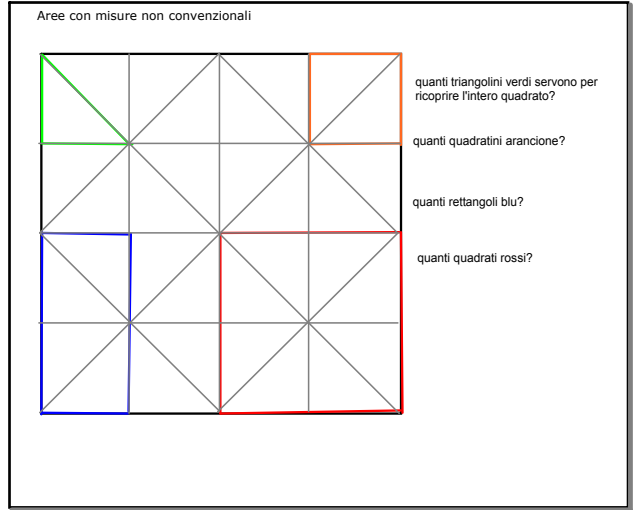 Aree con misure non convenzionali
quanti triangolini verdi servono per
ricoprire l'intero quadrato?
quanti quadratini arancione?
quanti rettangoli blu?
quanti quadrati rossi?